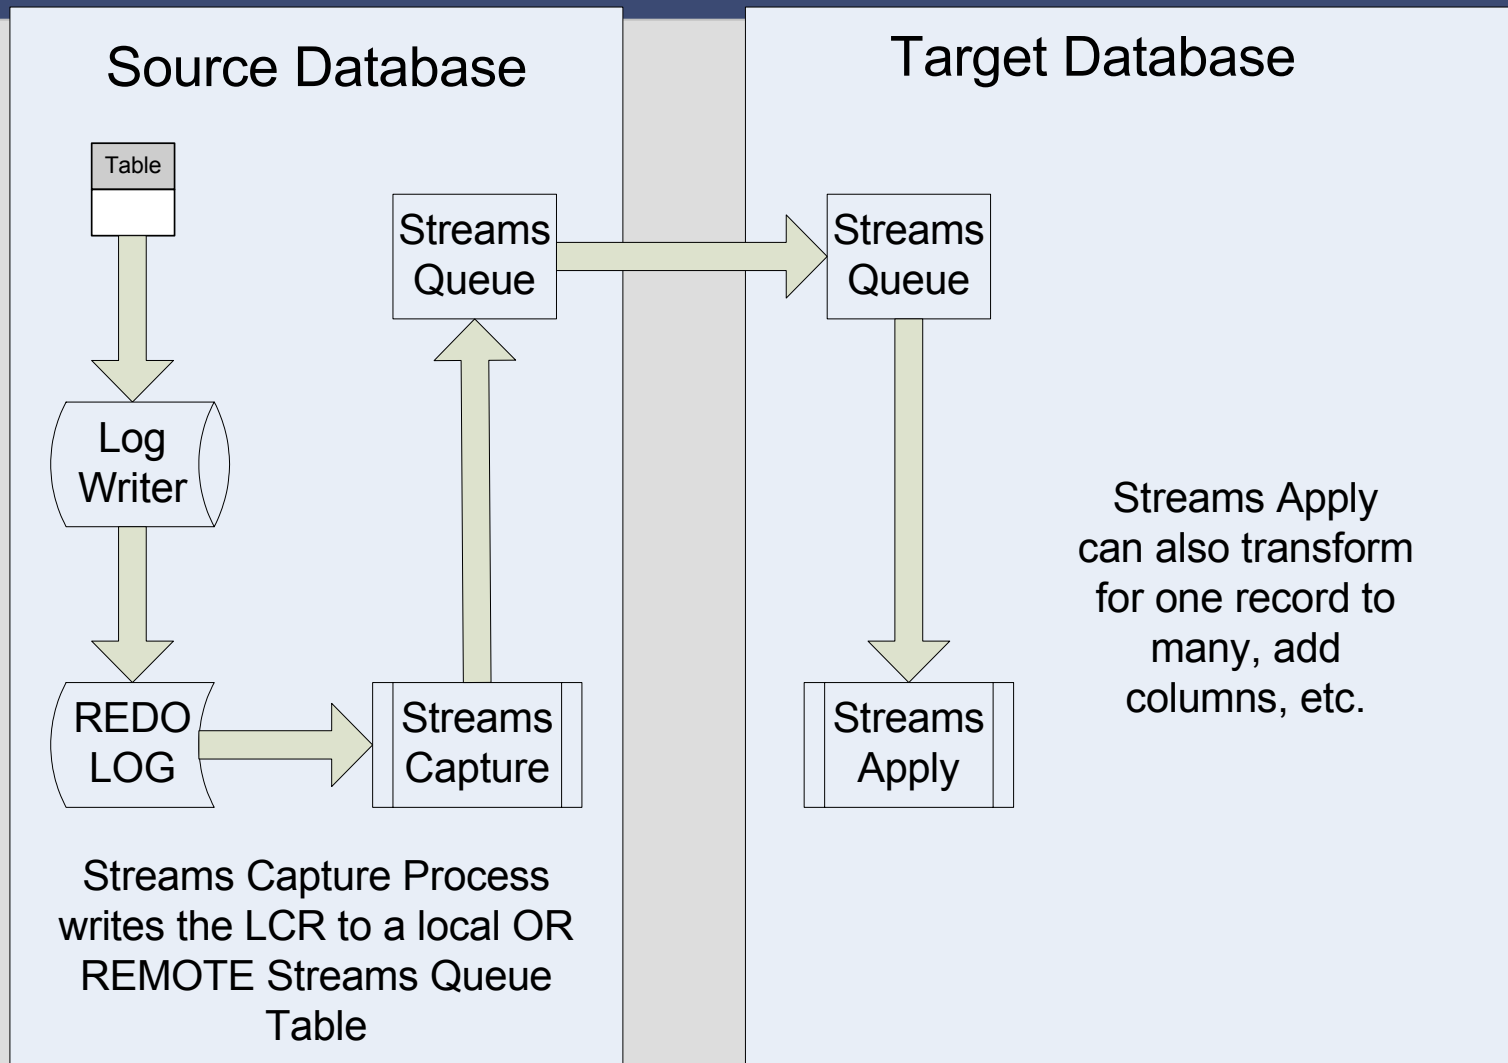 Source Database
Table
Streams
Queue
Log
Writer
REDO
LOG
Streams
Capture
Streams Capture Process
writes the LCR to a local OR
REMOTE Streams Queue
Table
Target Database
Streams
Queue
Streams
Apply
Streams Apply
can also transform
for one record to
many, add
columns, etc.